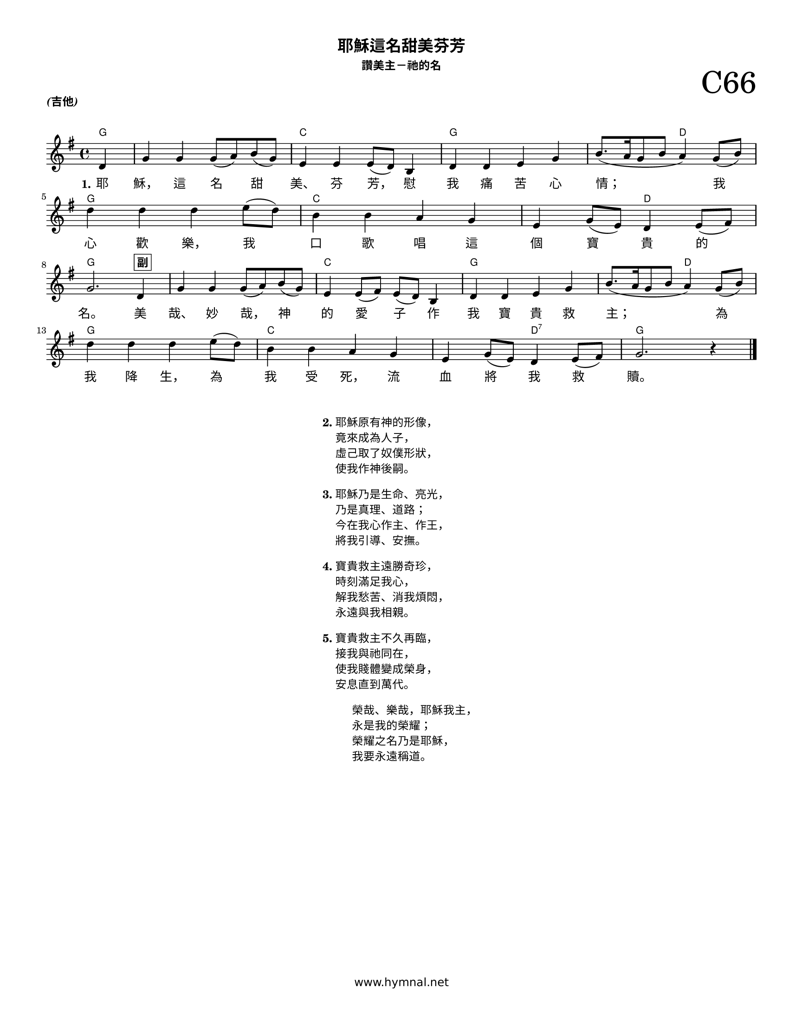 耶穌這名甜美芬芳
讚美主－祂的名
C66
(吉他)
G C G D
1. 耶 穌， 這 名 甜 美、 芬 芳， 慰 我 痛 苦 心 情； 我
5 G C D
心 歡 樂， 我 口 歌 唱 這 個 寶 貴 的
8 G 副 C G D
名。 美 哉、 妙 哉， 神 的 愛 子 作 我 寶 貴 救 主； 為
13 G C D7 G
我 降 生， 為 我 受 死， 流 血 將 我 救 贖。
2. 耶穌原有神的形像，
竟來成為人子，
虛己取了奴僕形狀，
使我作神後嗣。
3. 耶穌乃是生命、亮光，
乃是真理、道路；
今在我心作主、作王，
將我引導、安撫。
4. 寶貴救主遠勝奇珍，
時刻滿足我心，
解我愁苦、消我煩悶，
永遠與我相親。
5. 寶貴救主不久再臨，
接我與祂同在，
使我賤體變成榮身，
安息直到萬代。
榮哉、樂哉，耶穌我主，
永是我的榮耀；
榮耀之名乃是耶穌，
我要永遠稱道。
www.hymnal.net